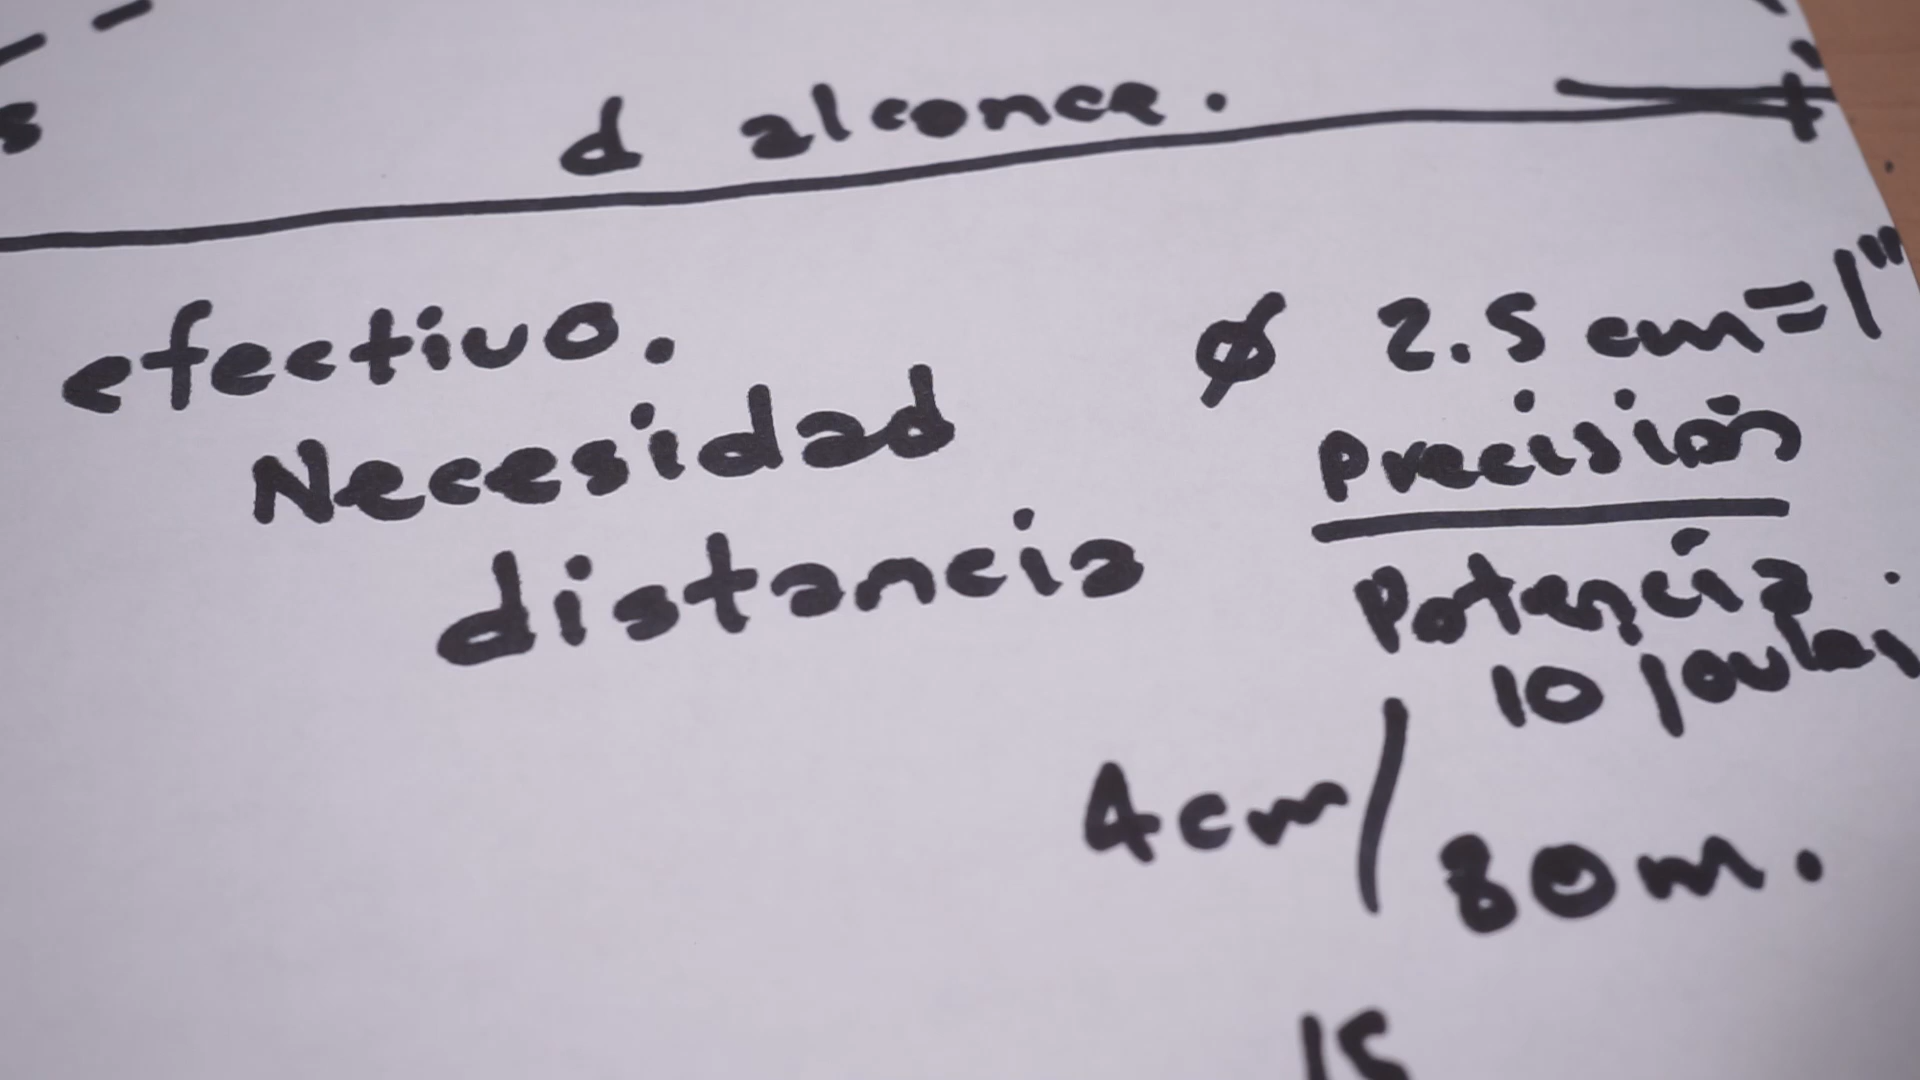 s
d alcance.
efectivo.
Necesidad
distancia
ø 2.5 cm=1"
Precisión
Potencia.
10 joules
4cm/80m.
15